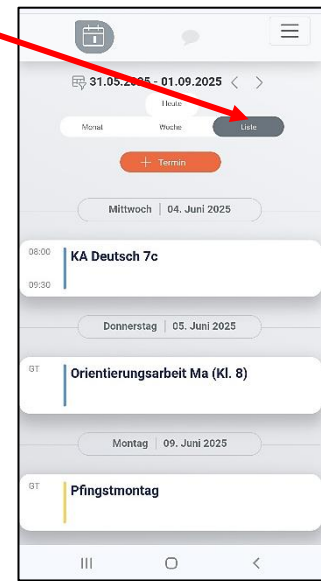 1
31.05.2025 - 01.09.2025
Heute
Monat Woche Liste
+ Termin
Mittwoch | 04. Juni 2025
08:00 KA Deutsch 7c
09:30
Donnerstag | 05. Juni 2025
GT Orientierungsarbeit Ma (Kl. 8)
Montag | 09. Juni 2025
GT Pfingstmontag